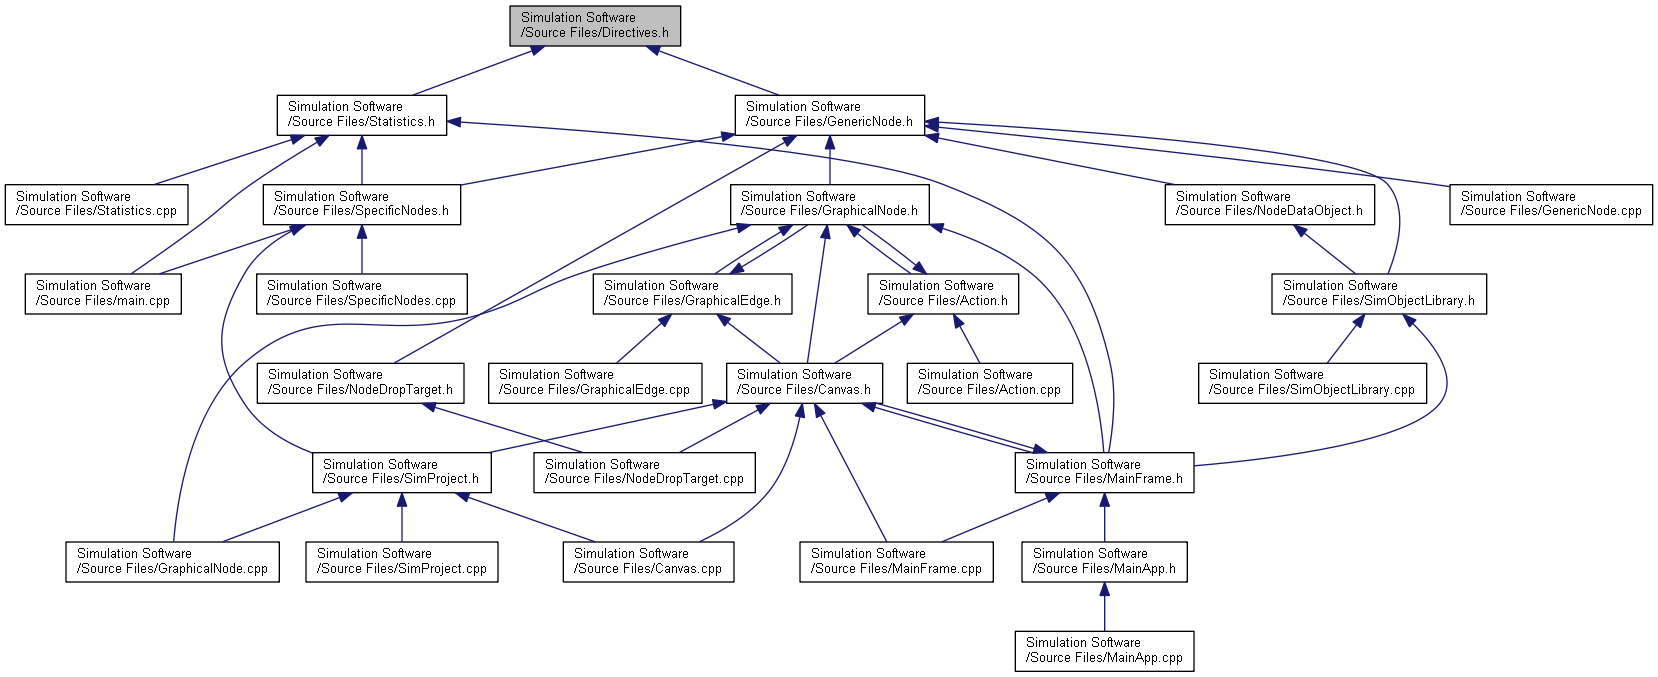 Simulation Software
/Source Files/Directives.h
Simulation Software
/Source Files/Statistics.h
Simulation Software
/Source Files/GenericNode.h
Simulation Software
/Source Files/Statistics.cpp
Simulation Software
/Source Files/SpecificNodes.h
Simulation Software
/Source Files/GraphicalNode.h
Simulation Software
/Source Files/NodeDataObject.h
Simulation Software
/Source Files/GenericNode.cpp
Simulation Software
/Source Files/main.cpp
Simulation Software
/Source Files/SpecificNodes.cpp
Simulation Software
/Source Files/GraphicalEdge.h
Simulation Software
/Source Files/Action.h
Simulation Software
/Source Files/SimObjectLibrary.h
Simulation Software
/Source Files/NodeDropTarget.h
Simulation Software
/Source Files/GraphicalEdge.cpp
Simulation Software
/Source Files/Canvas.h
Simulation Software
/Source Files/Action.cpp
Simulation Software
/Source Files/SimObjectLibrary.cpp
Simulation Software
/Source Files/SimProject.h
Simulation Software
/Source Files/NodeDropTarget.cpp
Simulation Software
/Source Files/MainFrame.h
Simulation Software
/Source Files/GraphicalNode.cpp
Simulation Software
/Source Files/SimProject.cpp
Simulation Software
/Source Files/Canvas.cpp
Simulation Software
/Source Files/MainFrame.cpp
Simulation Software
/Source Files/MainApp.h
Simulation Software
/Source Files/MainApp.cpp